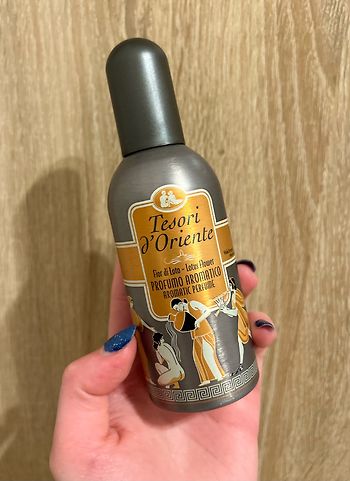 Tesori
d'Oriente
Fior di Loto - Lotus Flower
PROFUMO AROMATICO
AROMATIC PERFUME